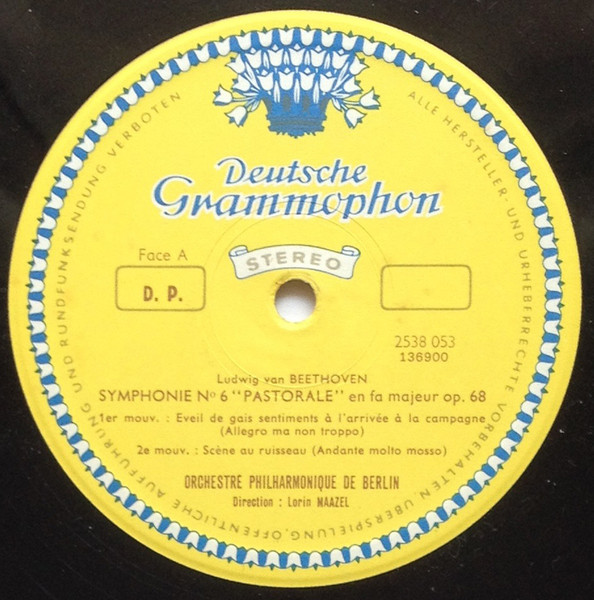 ALLE HERSTELLER- UND URHEBERRECHTE VORBEHALTEN. ÜBERSPIELUNG, ÖFFENTLICHE AUFFÜHRUNG UND RUNDFUNKSENDUNG VERBOTEN
Deutsche
Grammophon
Face A
STEREO
D. P.
2538 053
136900
Ludwig van BEETHOVEN
SYMPHONIE No 6 "PASTORALE" en fa majeur op. 68
1er mouv. : Eveil de gais sentiments à l'arrivée à la campagne
(Allegro ma non troppo)
2e mouv. : Scène au ruisseau (Andante molto mosso)
ORCHESTRE PHILHARMONIQUE DE BERLIN
Direction : Lorin MAAZEL